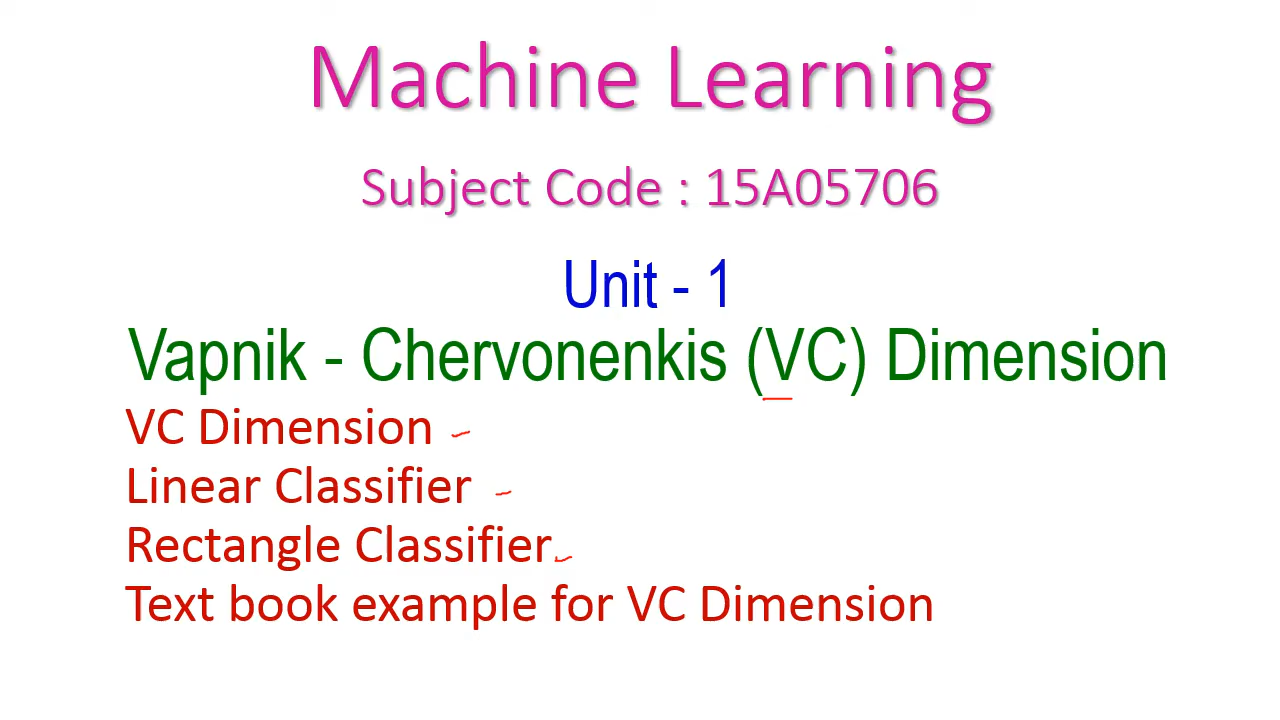 Machine Learning
Subject Code : 15A05706
Unit - 1
Vapnik - Chervonenkis (VC) Dimension
VC Dimension
Linear Classifier
Rectangle Classifier
Text book example for VC Dimension